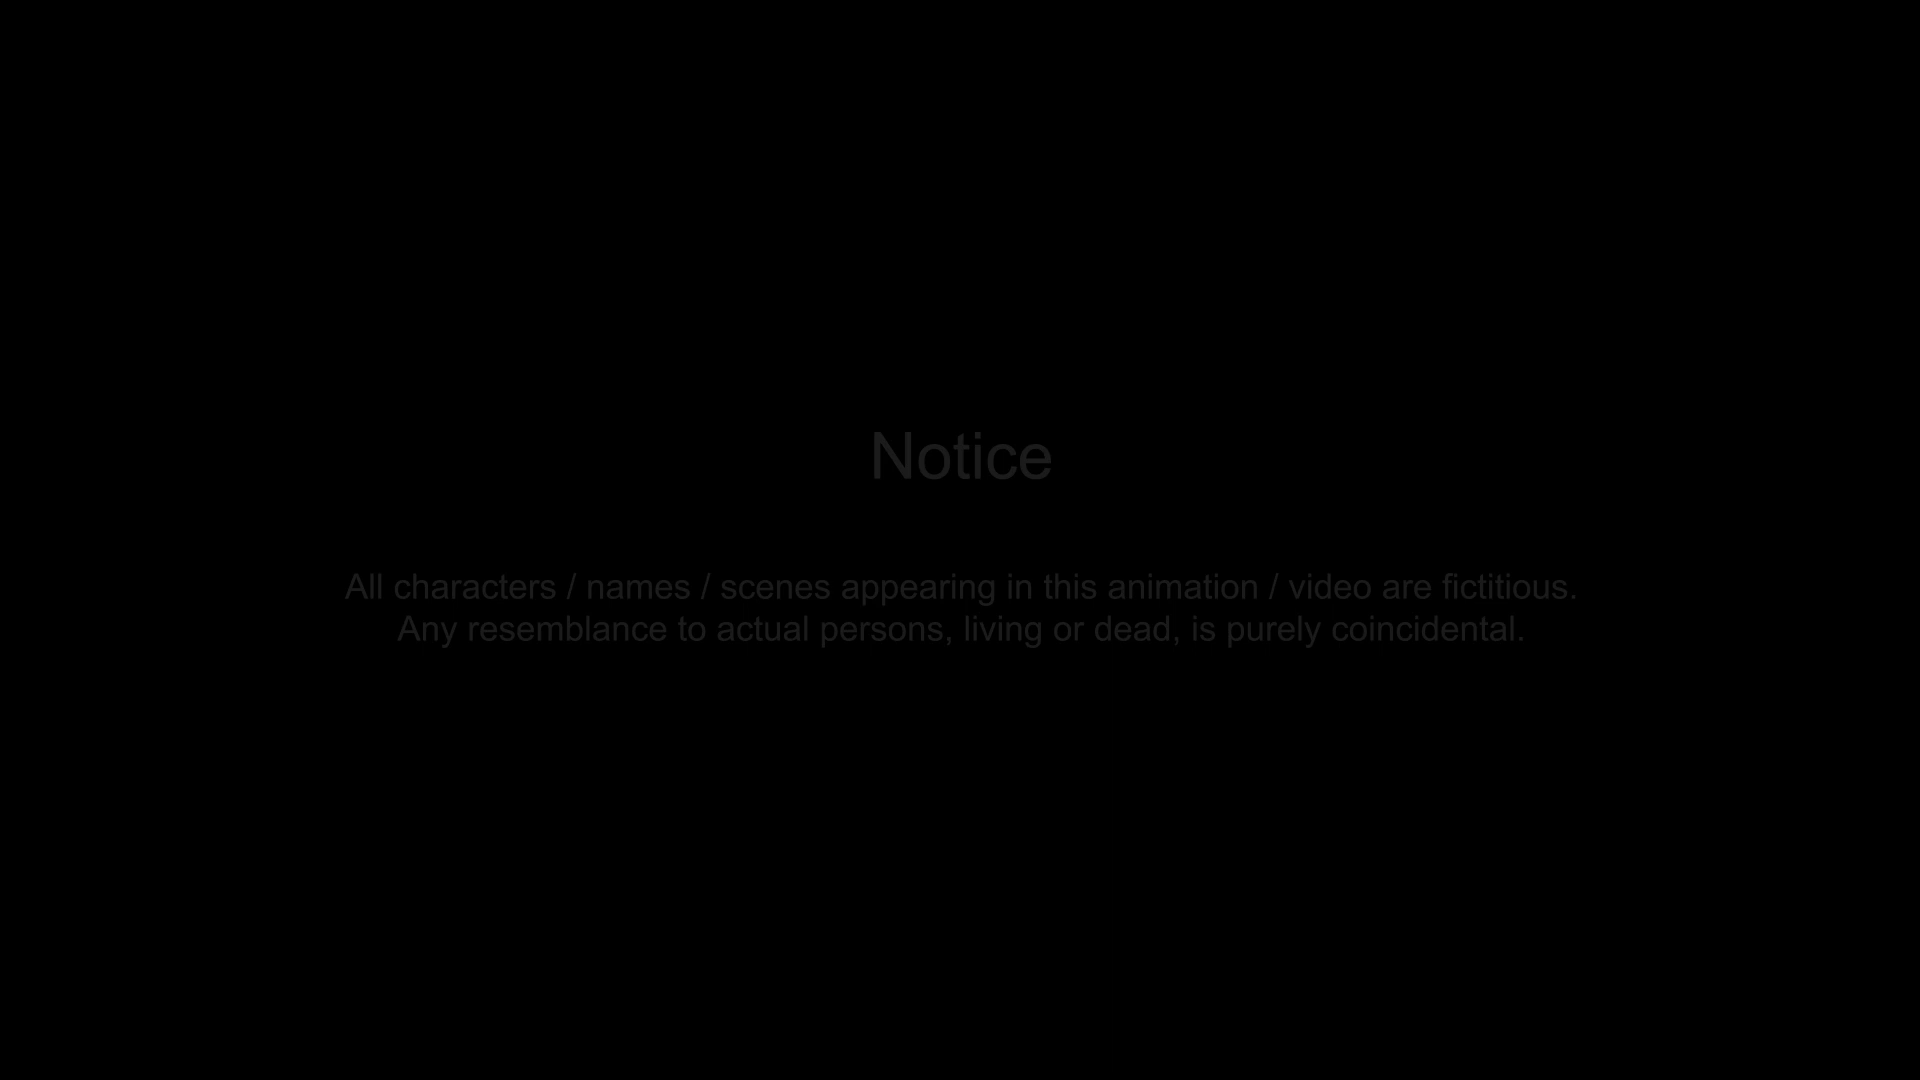 Notice
All characters / names / scenes appearing in this animation / video are fictitious.
Any resemblance to actual persons, living or dead, is purely coincidental.